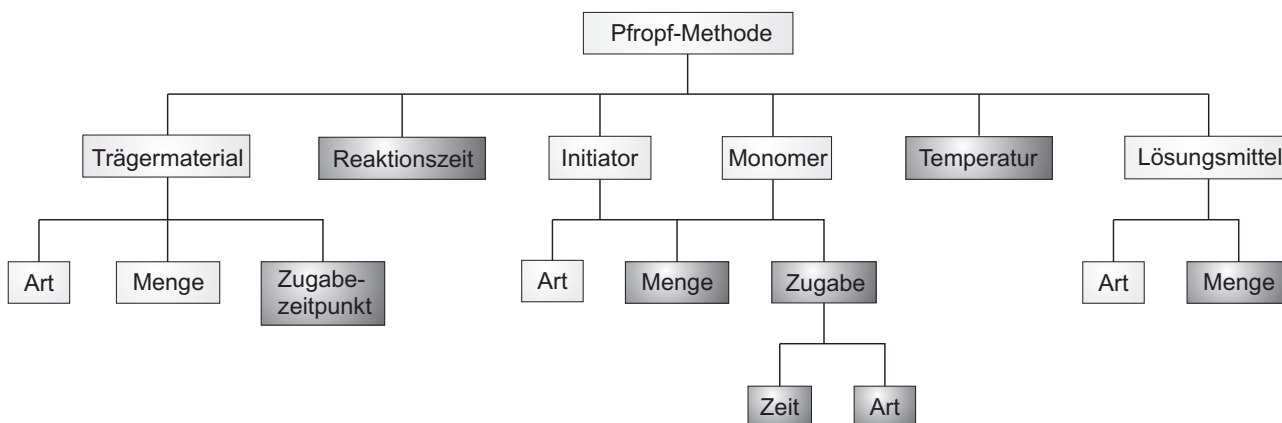 Pfropf-Methode
Trägermaterial
Reaktionszeit
Initiator
Monomer
Temperatur
Lösungsmittel
Art
Menge
Zugabe-
zeitpunkt
Art
Menge
Zugabe
Art
Menge
Zeit
Art